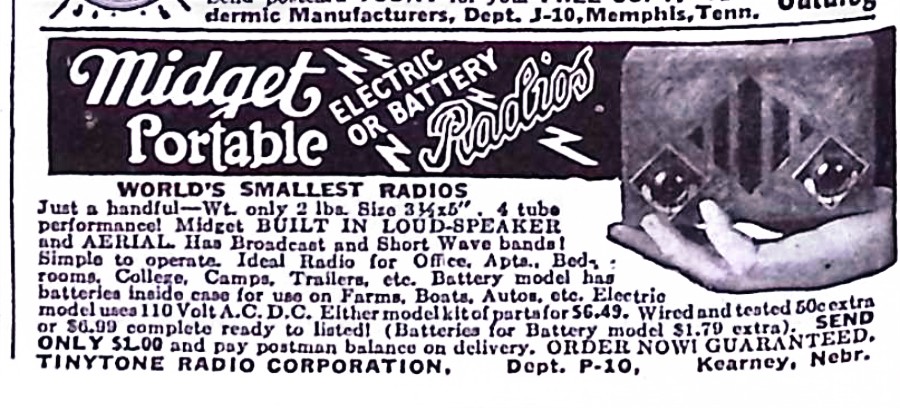 dermic Manufacturers, Dept. J-10, Memphis, Tenn.
Midget
Portable
ELECTRIC
OR BATTERY
Radios
WORLD'S SMALLEST RADIOS
Just a handful—Wt. only 2 lbs. Size 3½x5". 4 tube
performance! Midget BUILT IN LOUD-SPEAKER
and AERIAL. Has Broadcast and Short Wave bands!
Simple to operate. Ideal Radio for Office, Apts., Bed-
rooms, College, Camps, Trailers, etc. Battery model has
batteries inside case for use on Farms, Boats, Autos, etc. Electric
model uses 110 Volt A.C. D.C. Either model kit of parts for $6.49. Wired and tested 50c extra
or $6.99 complete ready to listed! (Batteries for Battery model $1.79 extra). SEND
ONLY $1.00 and pay postman balance on delivery. ORDER NOW! GUARANTEED.
TINYTONE RADIO CORPORATION, Dept. P-10, Kearney, Nebr.